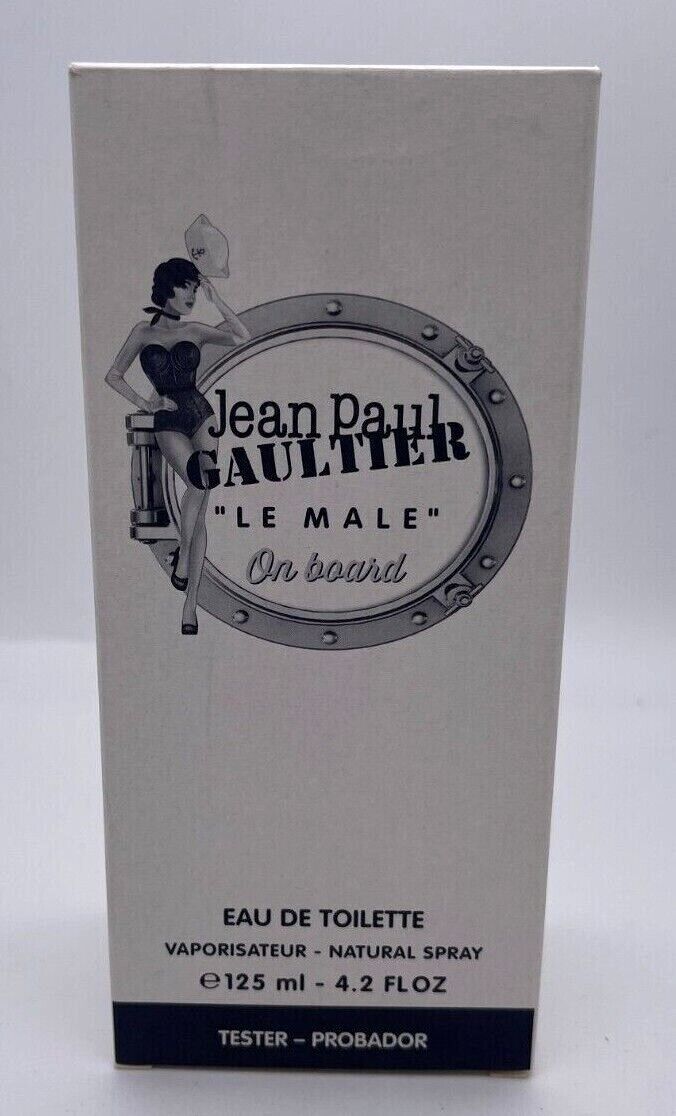 Jean Paul
GAULTIER
"LE MALE"
On board
EAU DE TOILETTE
VAPORISATEUR - NATURAL SPRAY
℮125 ml - 4.2 FLOZ
TESTER – PROBADOR